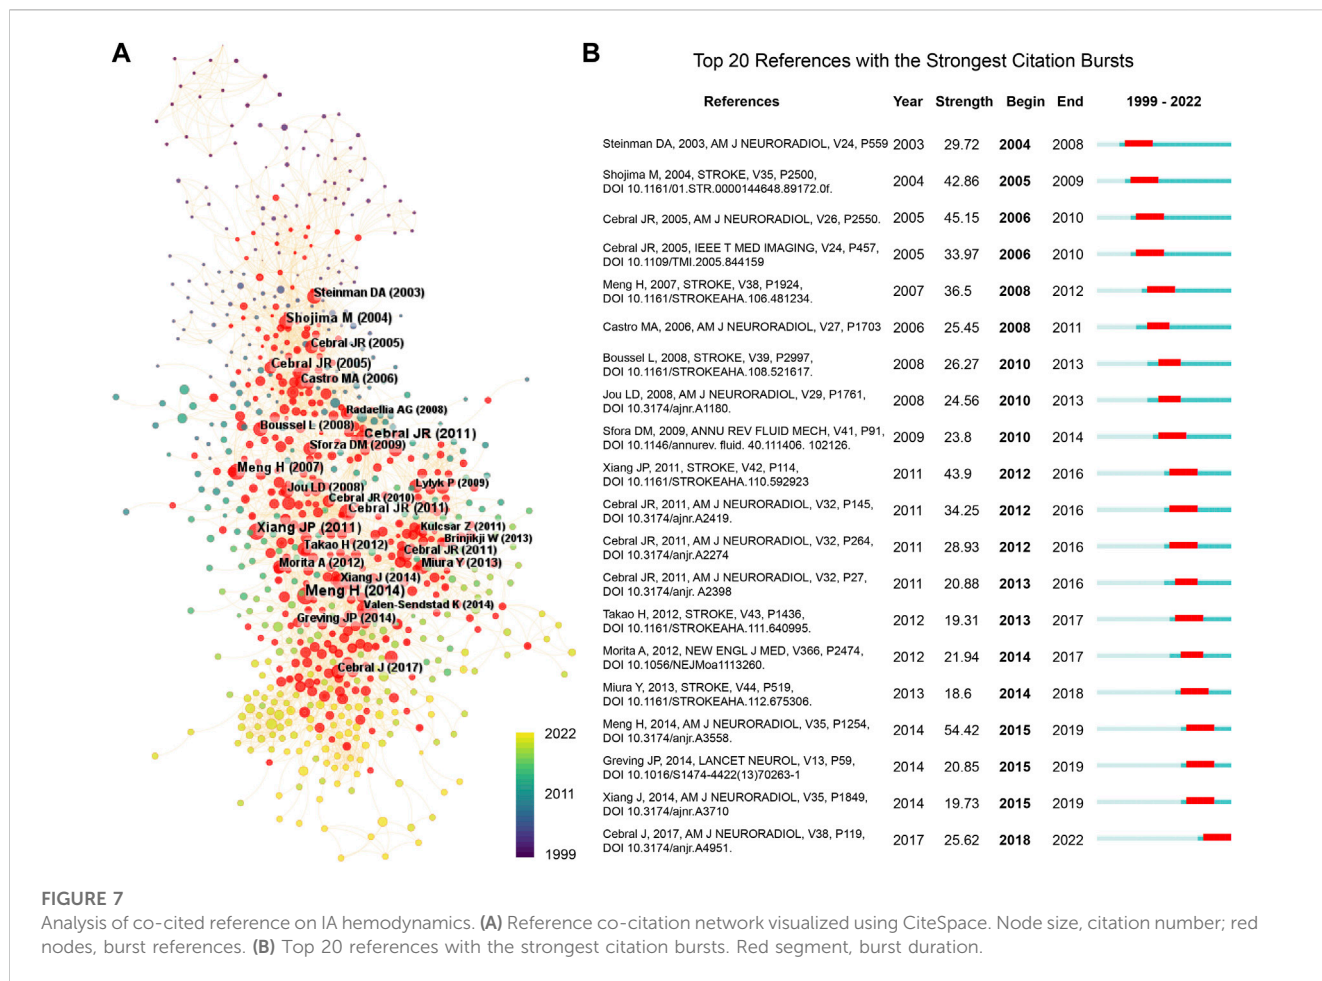 A
Steinman DA (2003)
Shojima M (2004)
Cebral JR (2005)
Cebral JR (2005)
Castro MA (2006)
Radaellia AG (2008)
Boussel L (2008)
Cebral JR (2011)
Sforza DM (2009)
Meng H (2007)
Lylyk P (2009)
Jou LD (2008)
Cebral JR (2010)
Cebral JR (2011)
Xiang JP (2011)
Kulcsar Z (2011)
Brinjikji W (2013)
Takao H (2012)
Cebral JR (2011)
Morita A (2012)
Miura Y (2013)
Xiang J (2014)
Meng H (2014)
Valen-Sendstad K (2014)
Greving JP (2014)
Cebral J (2017)
2022
2011
1999
B
Top 20 References with the Strongest Citation Bursts
References Year Strength Begin End 1999 - 2022
Steinman DA, 2003, AM J NEURORADIOL, V24, P559 2003 29.72 2004 2008
Shojima M, 2004, STROKE, V35, P2500,
DOI 10.1161/01.STR.0000144648.89172.0f. 2004 42.86 2005 2009
Cebral JR, 2005, AM J NEURORADIOL, V26, P2550. 2005 45.15 2006 2010
Cebral JR, 2005, IEEE T MED IMAGING, V24, P457,
DOI 10.1109/TMI.2005.844159 2005 33.97 2006 2010
Meng H, 2007, STROKE, V38, P1924,
DOI 10.1161/STROKEAHA.106.481234. 2007 36.5 2008 2012
Castro MA, 2006, AM J NEURORADIOL, V27, P1703 2006 25.45 2008 2011
Boussel L, 2008, STROKE, V39, P2997,
DOI 10.1161/STROKEAHA.108.521617. 2008 26.27 2010 2013
Jou LD, 2008, AM J NEURORADIOL, V29, P1761,
DOI 10.3174/ajnr.A1180. 2008 24.56 2010 2013
Sfora DM, 2009, ANNU REV FLUID MECH, V41, P91,
DOI 10.1146/annurev. fluid. 40.111406. 102126. 2009 23.8 2010 2014
Xiang JP, 2011, STROKE, V42, P114,
DOI 10.1161/STROKEAHA.110.592923 2011 43.9 2012 2016
Cebral JR, 2011, AM J NEURORADIOL, V32, P145,
DOI 10.3174/ajnr.A2419. 2011 34.25 2012 2016
Cebral JR, 2011, AM J NEURORADIOL, V32, P264,
DOI 10.3174/anjr.A2274 2011 28.93 2012 2016
Cebral JR, 2011, AM J NEURORADIOL, V32, P27,
DOI 10.3174/anjr. A2398 2011 20.88 2013 2016
Takao H, 2012, STROKE, V43, P1436,
DOI 10.1161/STROKEAHA.111.640995. 2012 19.31 2013 2017
Morita A, 2012, NEW ENGL J MED, V366, P2474,
DOI 10.1056/NEJMoa1113260. 2012 21.94 2014 2017
Miura Y, 2013, STROKE, V44, P519,
DOI 10.1161/STROKEAHA.112.675306. 2013 18.6 2014 2018
Meng H, 2014, AM J NEURORADIOL, V35, P1254,
DOI 10.3174/anjr.A3558. 2014 54.42 2015 2019
Greving JP, 2014, LANCET NEUROL, V13, P59,
DOI 10.1016/S1474-4422(13)70263-1 2014 20.85 2015 2019
Xiang J, 2014, AM J NEURORADIOL, V35, P1849,
DOI 10.3174/ajnr.A3710 2014 19.73 2015 2019
Cebral J, 2017, AM J NEURORADIOL, V38, P119,
DOI 10.3174/anjr.A4951. 2017 25.62 2018 2022
FIGURE 7
Analysis of co-cited reference on IA hemodynamics. (A) Reference co-citation network visualized using CiteSpace. Node size, citation number; red
nodes, burst references. (B) Top 20 references with the strongest citation bursts. Red segment, burst duration.